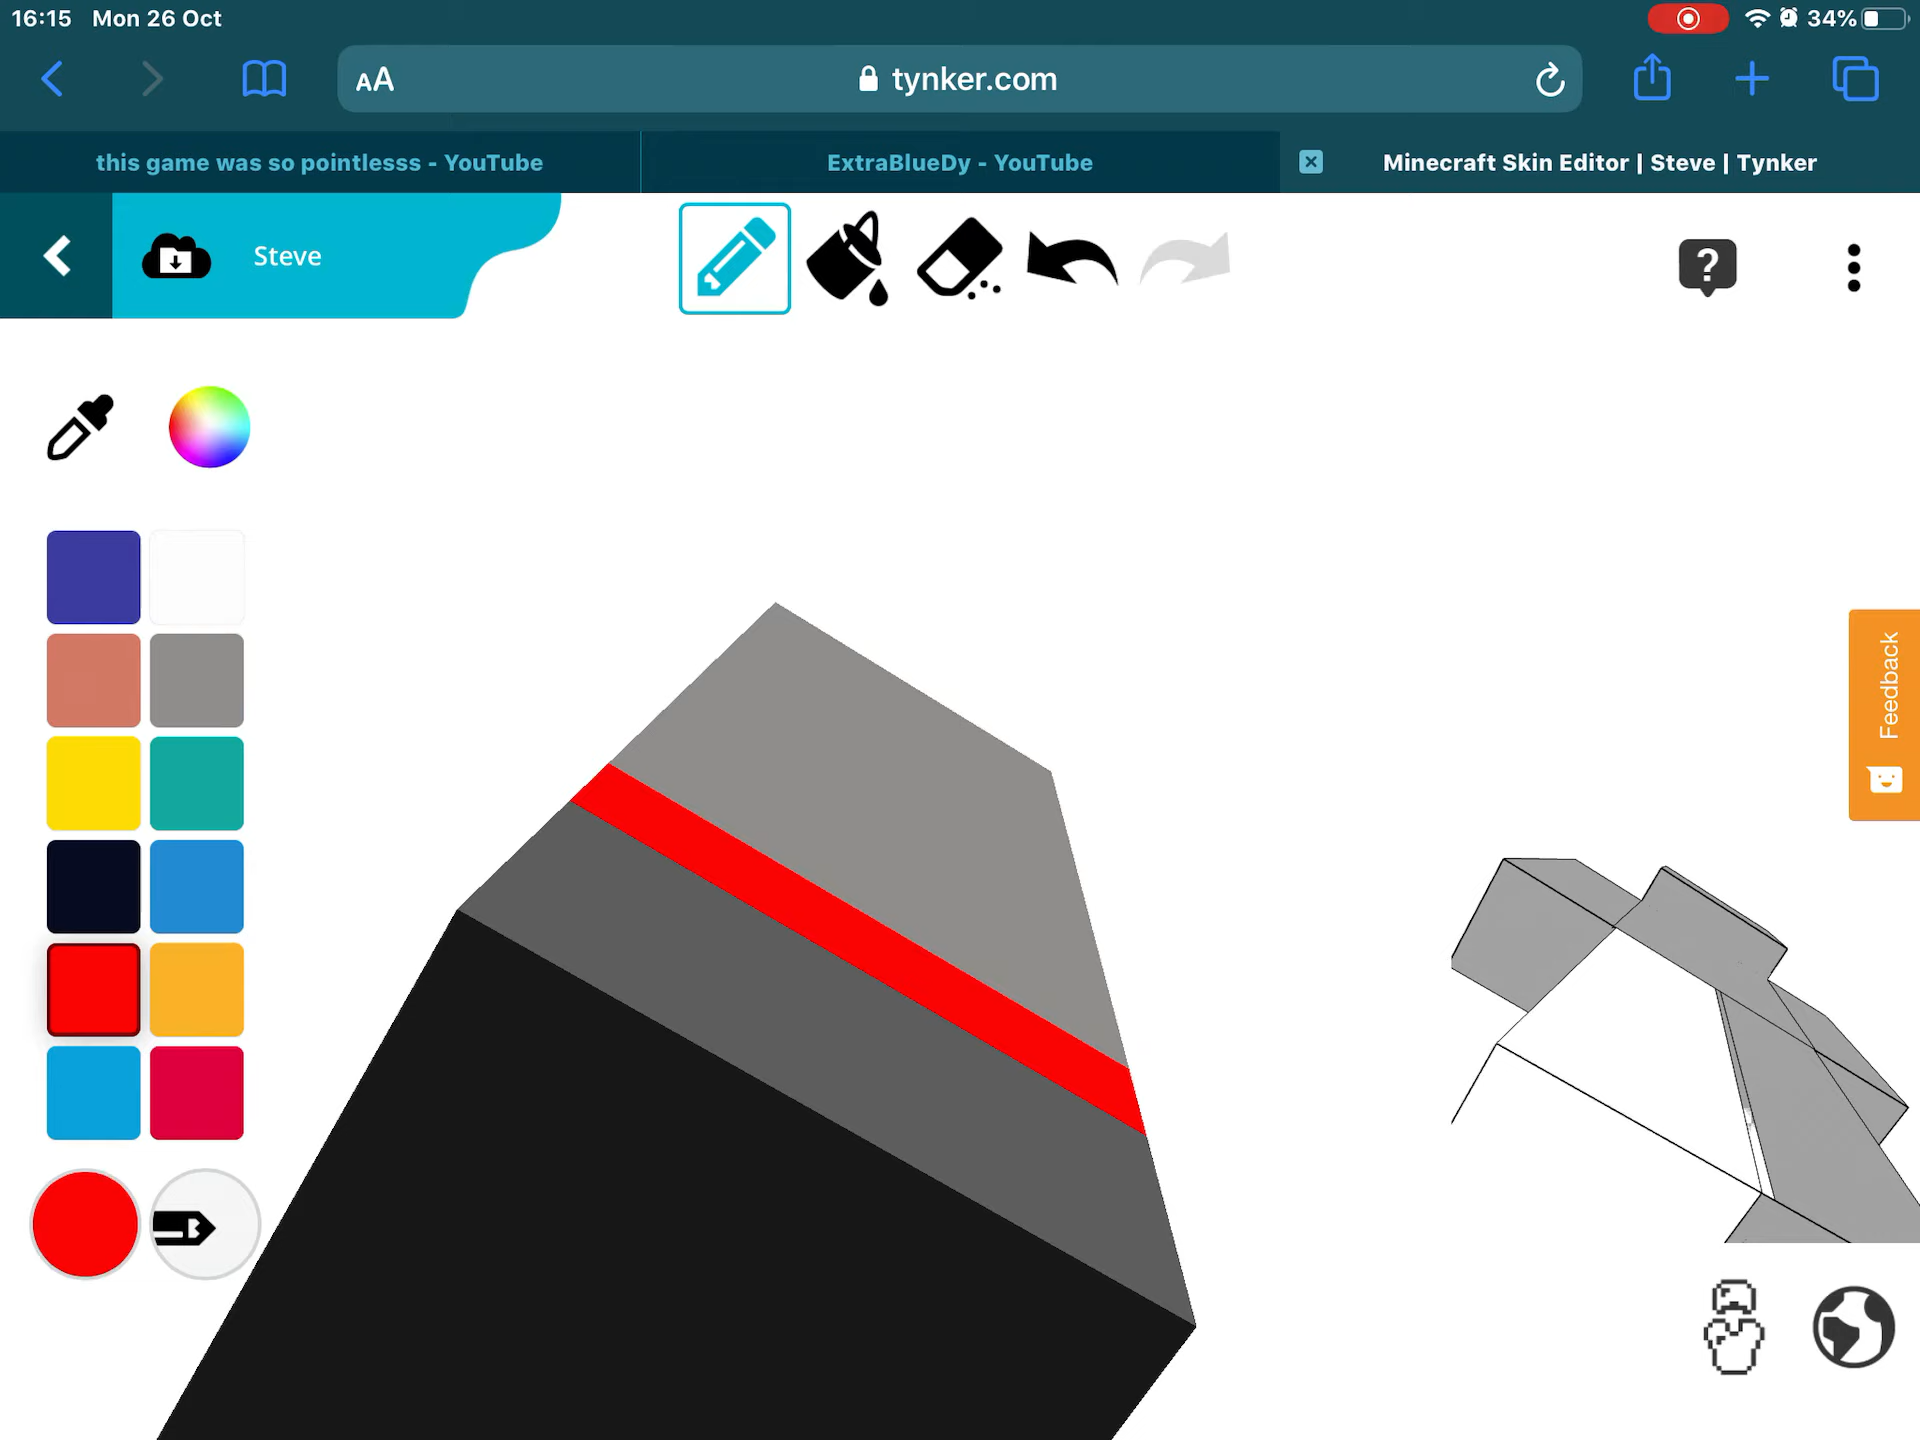 16:15 Mon 26 Oct
34%
AA
tynker.com
this game was so pointlesss - YouTube
ExtraBlueDy - YouTube
Minecraft Skin Editor | Steve | Tynker
Steve
?
Feedback